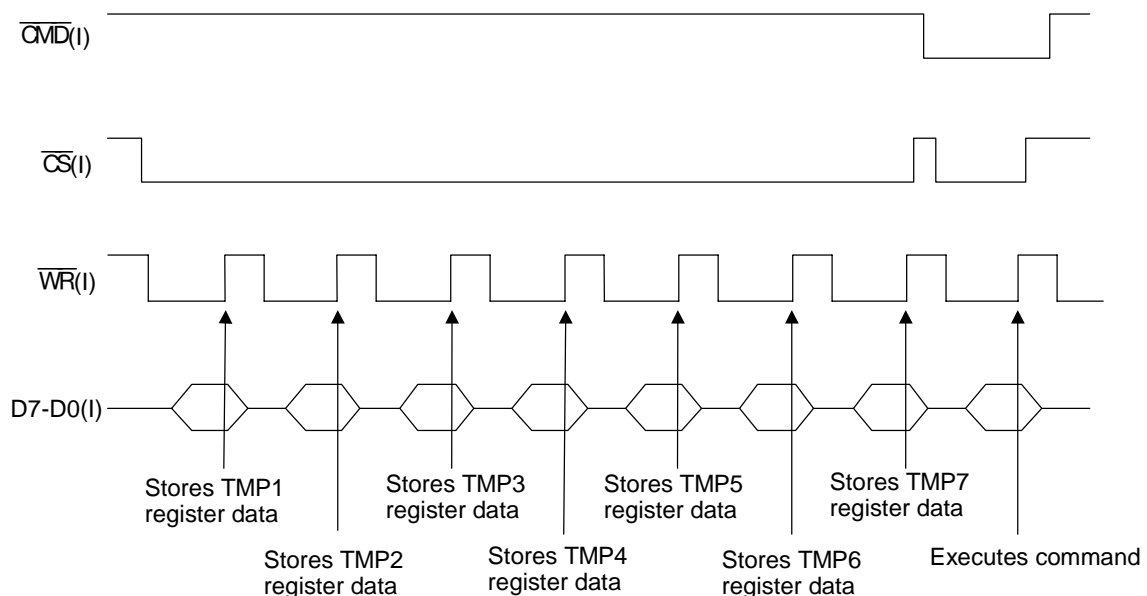 CMD(I)
CS(I)
WR(I)
D7-D0(I)
Stores TMP1
register data
Stores TMP2
register data
Stores TMP3
register data
Stores TMP4
register data
Stores TMP5
register data
Stores TMP6
register data
Stores TMP7
register data
Executes command